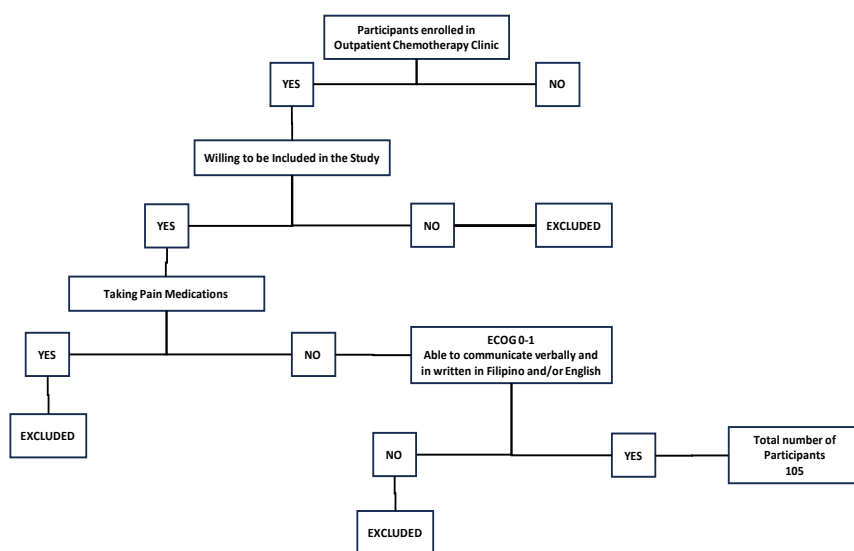 Participants enrolled in
Outpatient Chemotherapy Clinic
YES
NO
Willing to be Included in the Study
YES
NO
EXCLUDED
Taking Pain Medications
YES
NO
ECOG 0-1
Able to communicate verbally and
in written in Filipino and/or English
EXCLUDED
NO
YES
Total number of
Participants
105
EXCLUDED